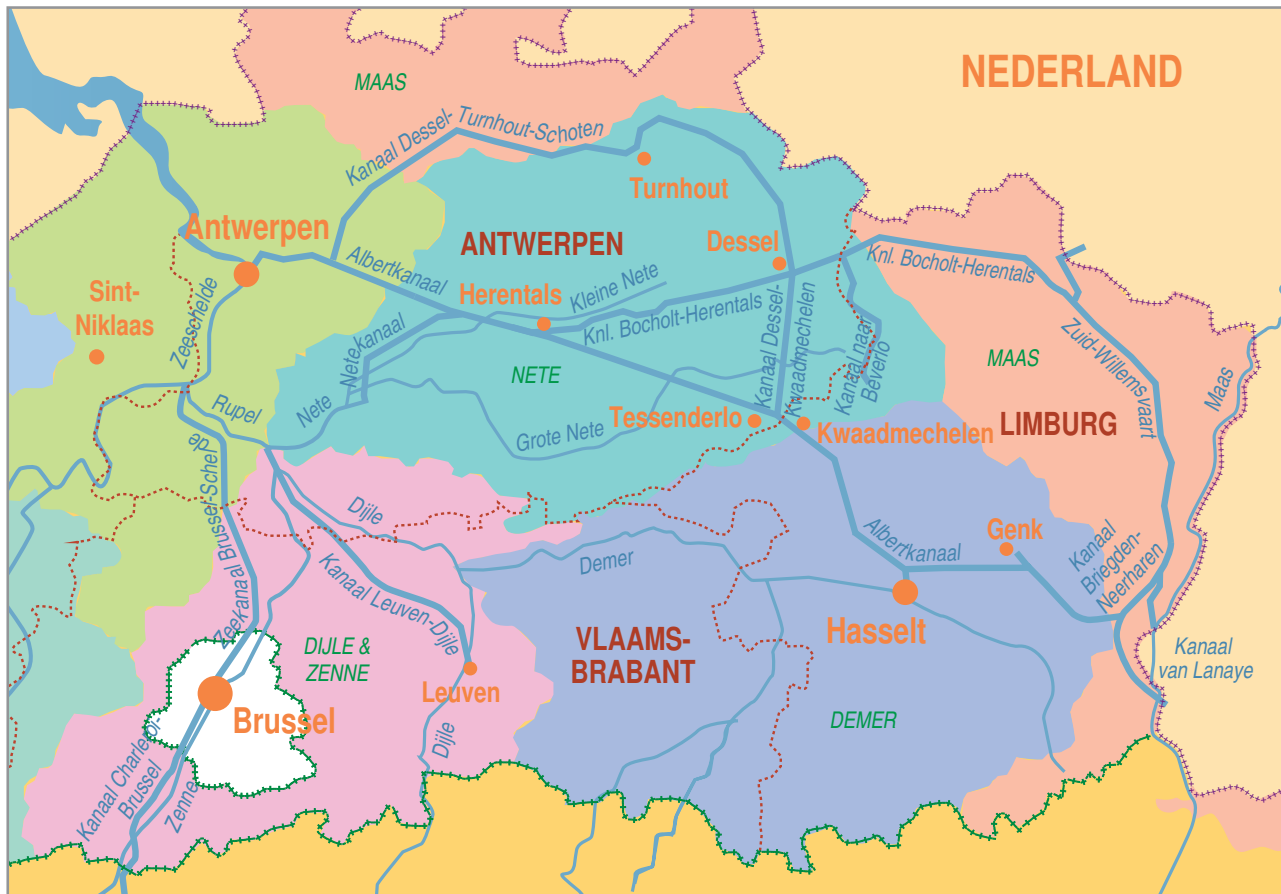 NEDERLAND
MAAS
Kanaal Dessel- Turnhout-Schoten
Turnhout
Antwerpen
ANTWERPEN
Dessel
Knl. Bocholt-Herentals
Albertkanaal
Herentals
Kleine Nete
Sint-
Niklaas
Zeeschelde
Netekanaal
Knl. Bocholt-Herentals
Kanaal Dessel-
Kwaadmechelen
Kanaal naar
Beverlo
Zuid-Willemsvaart
Maas
MAAS
NETE
Rupel
Nete
Grote Nete
Tessenderlo
Kwaadmechelen
LIMBURG
Zeekanaal Brussel-Schel
de
Dijle
Demer
Albertkanaal
Genk
Kanaal
Briegden-
Neerharen
Kanaal Leuven-Dijle
Hasselt
DIJLE &
ZENNE
VLAAMS-
BRABANT
Kanaal
van Lanaye
Leuven
Brussel
DEMER
Dijle
Kanaal Charleroi-
Brussel
Zenne